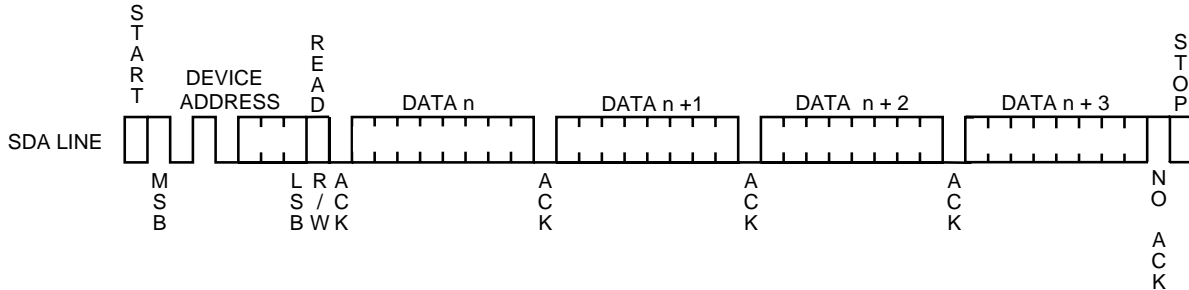 START
DEVICE
ADDRESS
READ
DATA n
DATA n +1
DATA n + 2
DATA n + 3
STOP
SDA LINE
MSB
LSB
R/W
ACK
ACK
ACK
ACK
NO ACK